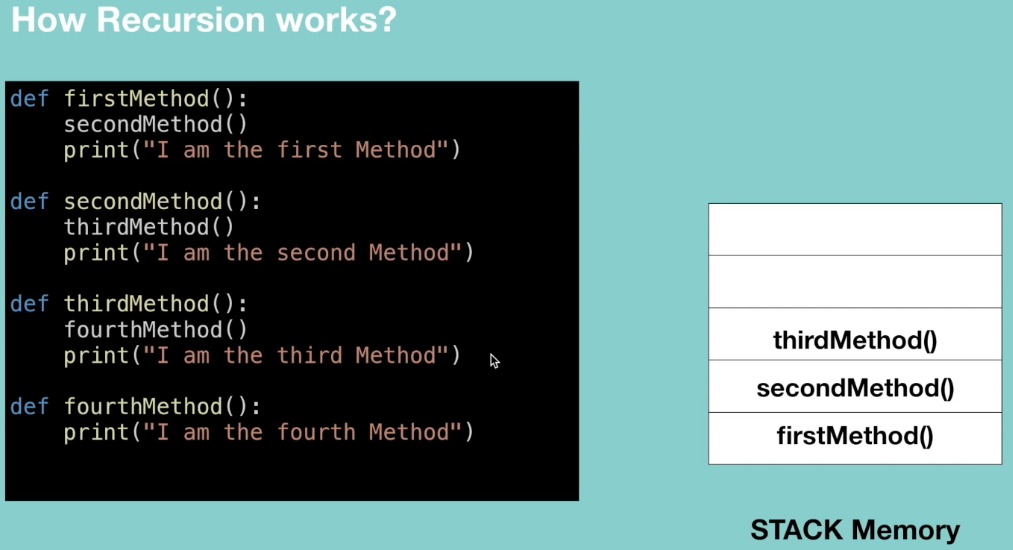 How Recursion works?
def firstMethod():
    secondMethod()
    print("I am the first Method")
def secondMethod():
    thirdMethod()
    print("I am the second Method")
def thirdMethod():
    fourthMethod()
    print("I am the third Method")
def fourthMethod():
    print("I am the fourth Method")
thirdMethod()
secondMethod()
firstMethod()
STACK Memory